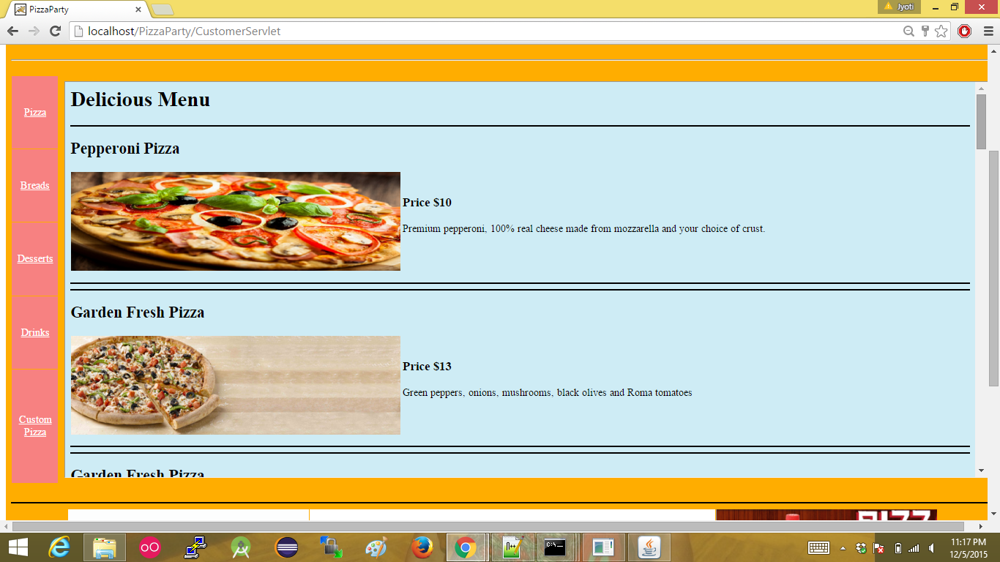 PizzaParty
Jyoti
localhost/PizzaParty/CustomerServlet
Pizza
Breads
Desserts
Drinks
Custom
Pizza
Delicious Menu
Pepperoni Pizza
Price $10
Premium pepperoni, 100% real cheese made from mozzarella and your choice of crust.
Garden Fresh Pizza
Price $13
Green peppers, onions, mushrooms, black olives and Roma tomatoes
Garden Fresh Pizza
11:17 PM
12/5/2015